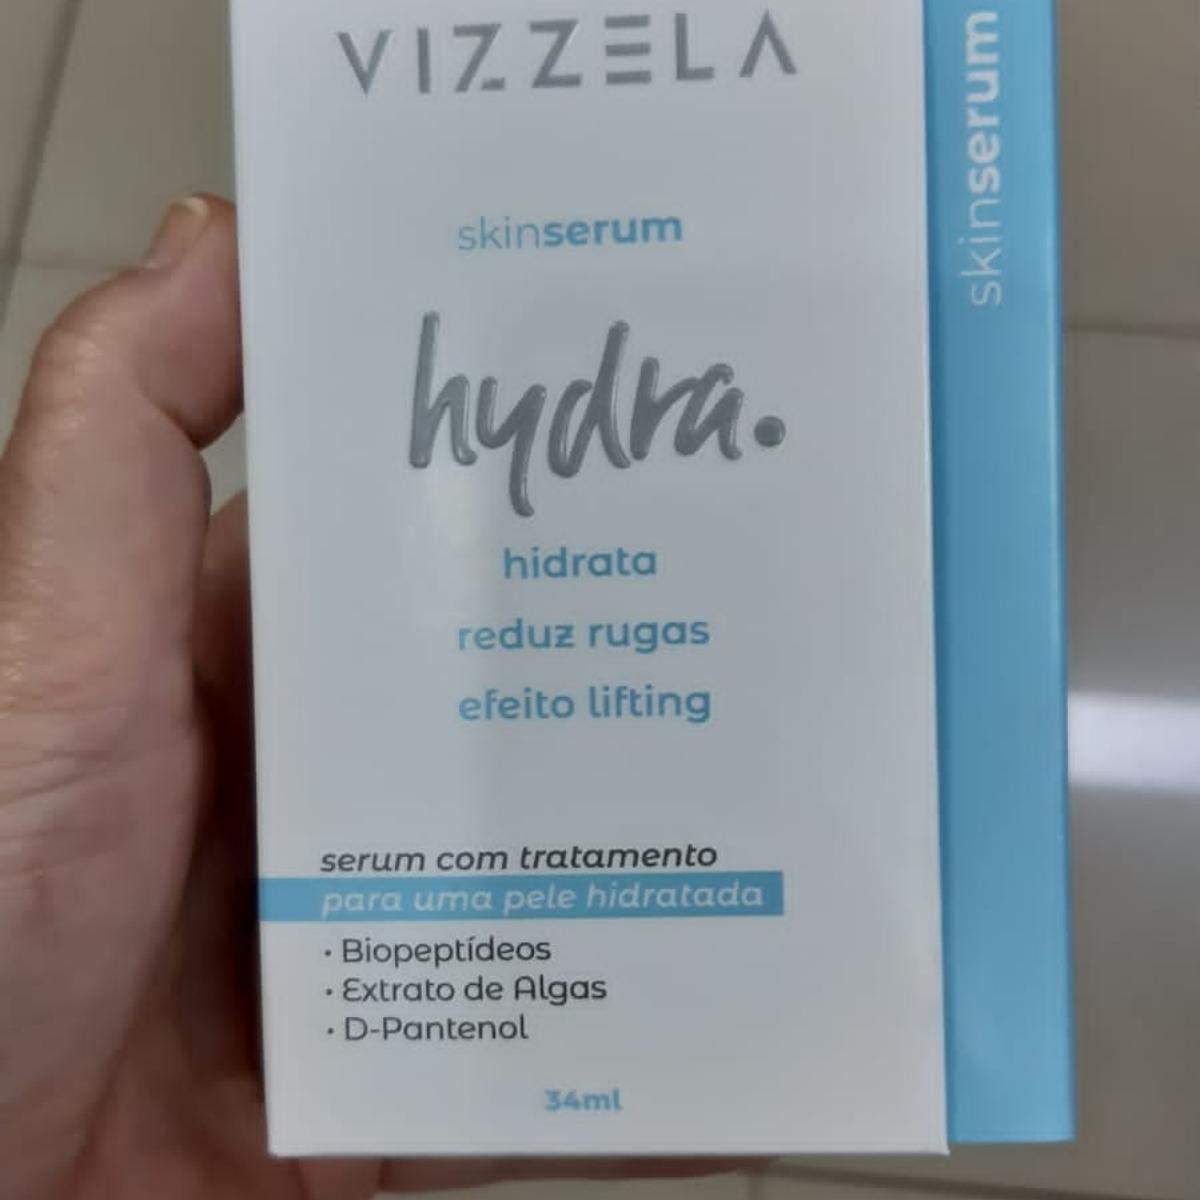 VIZZELA
skinserum
hydra.
hidrata
reduz rugas
efeito lifting
serum com tratamento
para uma pele hidratada
· Biopeptídeos
· Extrato de Algas
· D-Pantenol
34ml
skinserum